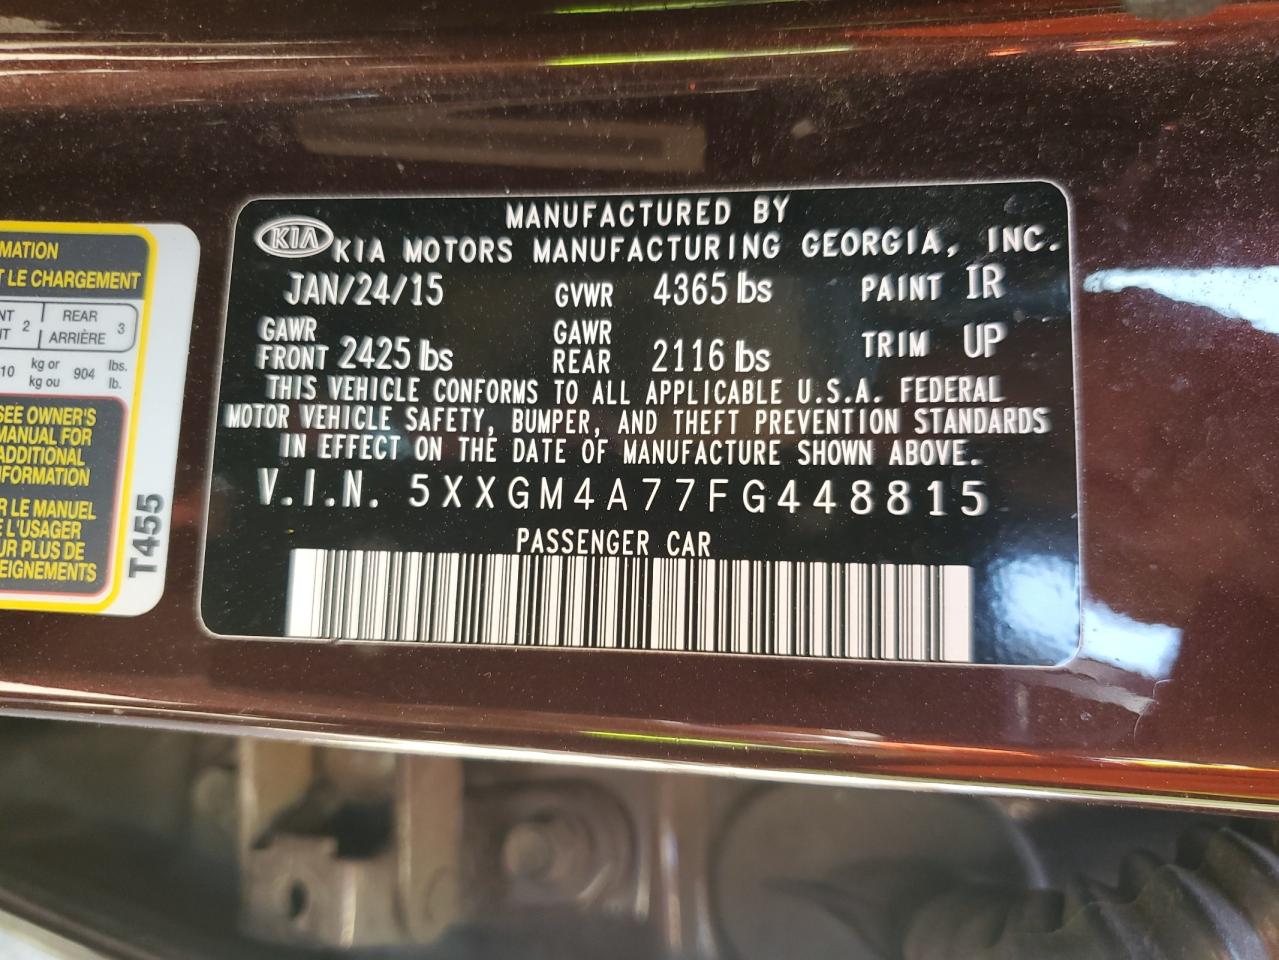 MATION
T LE CHARGEMENT
NT 2 REAR 3
ARRIÈRE
10 kg or 904 lbs.
kg ou lb.
SEE OWNER'S
MANUAL FOR
ADDITIONAL
NFORMATION
R LE MANUEL
L'USAGER
UR PLUS DE
EIGNEMENTS
T455
MANUFACTURED BY
KIA KIA MOTORS MANUFACTURING GEORGIA, INC.
JAN/24/15 GVWR 4365 lbs PAINT IR
GAWR FRONT 2425 lbs GAWR REAR 2116 lbs TRIM UP
THIS VEHICLE CONFORMS TO ALL APPLICABLE U.S.A. FEDERAL
MOTOR VEHICLE SAFETY, BUMPER, AND THEFT PREVENTION STANDARDS
IN EFFECT ON THE DATE OF MANUFACTURE SHOWN ABOVE.
V.I.N. 5XXGM4A77FG448815
PASSENGER CAR